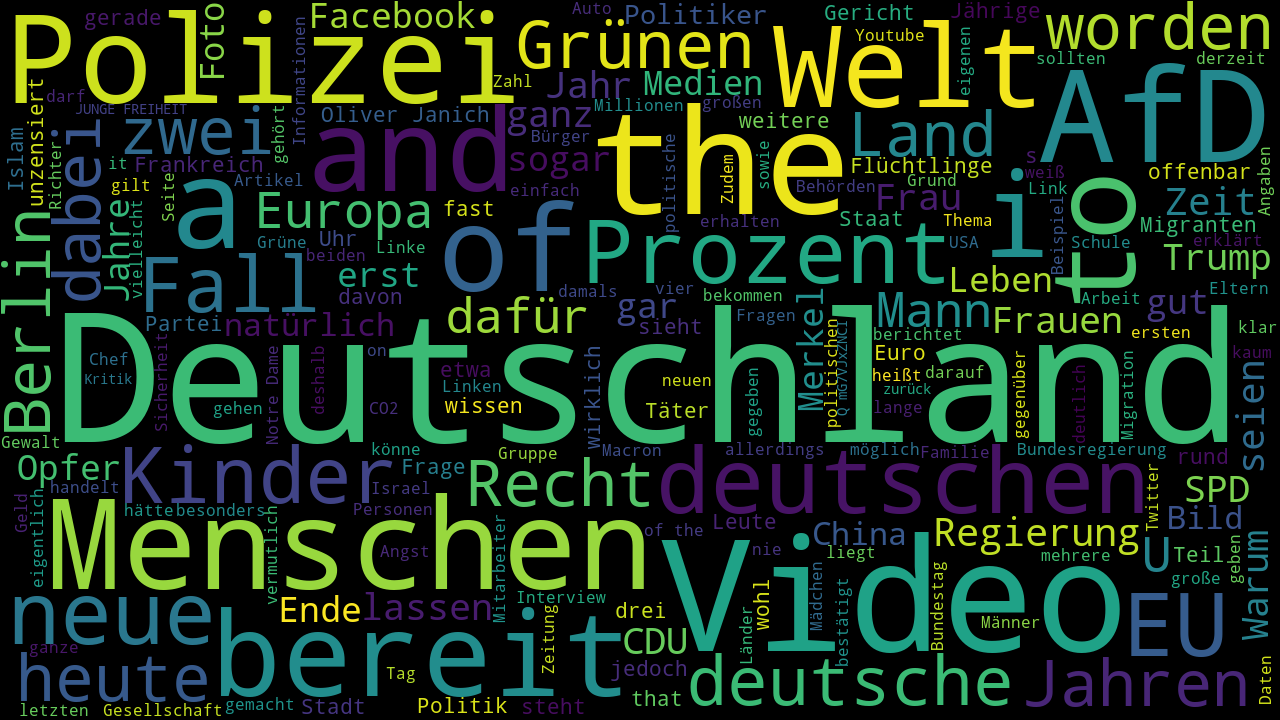 Polizei
Welt
the
AfD
Deutschland
Menschen
Video
and
a
of
Prozent
i
to
deutschen
bereit
neue
heute
deutsche
Jahren
EU
Kinder
Recht
Grünen
worden
Land
zwei
Fall
Europa
Berlin
dabei
Jahre
Facebook
Foto
gerade
Auto
Politiker
Gericht
Jährige
Youtube
eigenen
sollten
derzeit
Informationen
Zahl
Jahr
Medien
darf
JUNGE FREIHEIT
unzensiert
Islam
Richter
Oliver Janich
ganz
Millionen
großen
weitere
Bürger
gehört
it
Frankreich
sogar
Flüchtlinge
s
weiß
offenbar
Angaben
gilt
Seite
Artikel
einfach
politische
Zudem
sowie
Behörden
Grund
Frau
Link
Zeit
vielleicht
Grüne
Uhr
beiden
Linke
fast
erhalten
Staat
Thema
USA
Beispiel
Schule
Migranten
erklärt
erst
davon
damals
vier
gar
bekommen
Leben
Arbeit
Trump
Eltern
gut
Partei
natürlich
dafür
sieht
Fragen
Merkel
Mann
Frauen
berichtet
ersten
klar
Chef
Kritik
Sicherheit
Notre Dame
deshalb
on
etwa
Linken
wissen
CO2
gehen
wirklich
neuen
Täter
gegeben
politischen
Euro
heißt
darauf
zurück
lange
gegenüber
deutlich
Migration
kaum
seien
Gewalt
Opfer
handelt
Geld
eigentlich
hätte
besonders
könne
Frage
Gruppe
Israel
Personen
Macron
allerdings
möglich
Familie
Bundesregierung
rund
SPD
Twitter
Bild
vermutlich
Angst
Mitarbeiter
of the
Leute
nie
China
liegt
Regierung
mehrere
U
Teil
große
geben
Warum
Ende
lassen
Interview
drei
wohl
Mädchen
bestätigt
Bundestag
Männer
Länder
Zeitung
CDU
jedoch
that
ganze
Tag
letzten
Gesellschaft
gemacht
Stadt
Politik
steht
Daten